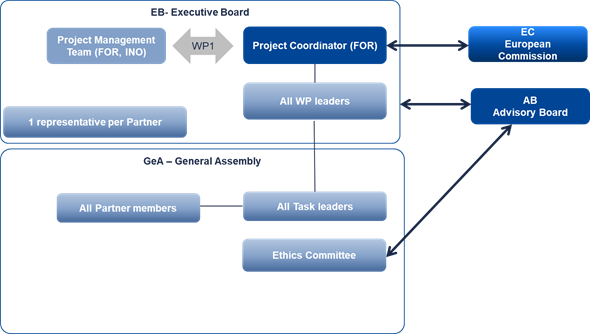 EB- Executive Board
Project Management
Team (FOR, INO)
WP1
Project Coordinator (FOR)
EC
European
Commission
All WP leaders
AB
Advisory Board
1 representative per Partner
GeA – General Assembly
All Partner members
All Task leaders
Ethics Committee